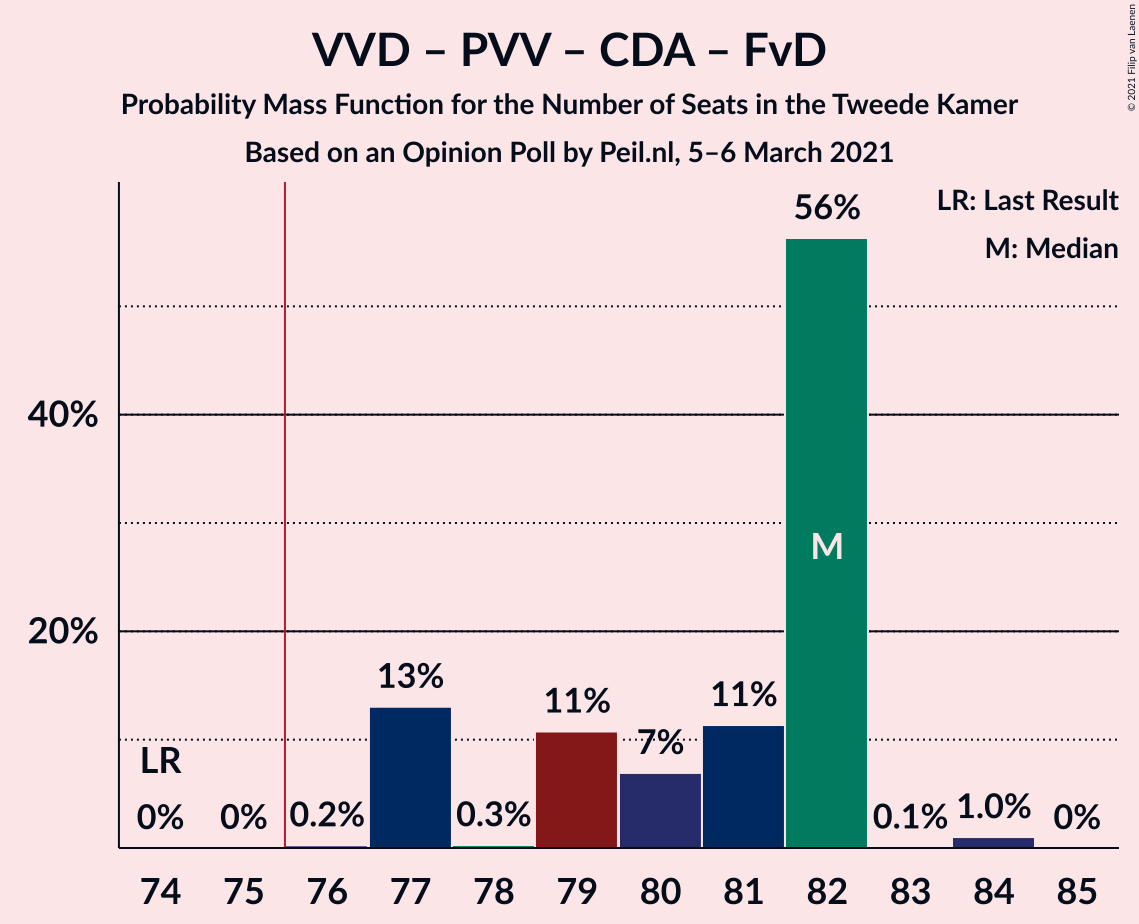 VVD – PVV – CDA – FvD
Probability Mass Function for the Number of Seats in the Tweede Kamer
Based on an Opinion Poll by Peil.nl, 5–6 March 2021
© 2021 Filip van Laenen
LR: Last Result
M: Median
56%
40%
M
20%
13%
11%
11%
7%
LR
0%
0%
0.2%
0.3%
0.1%
1.0%
0%
74 75 76 77 78 79 80 81 82 83 84 85